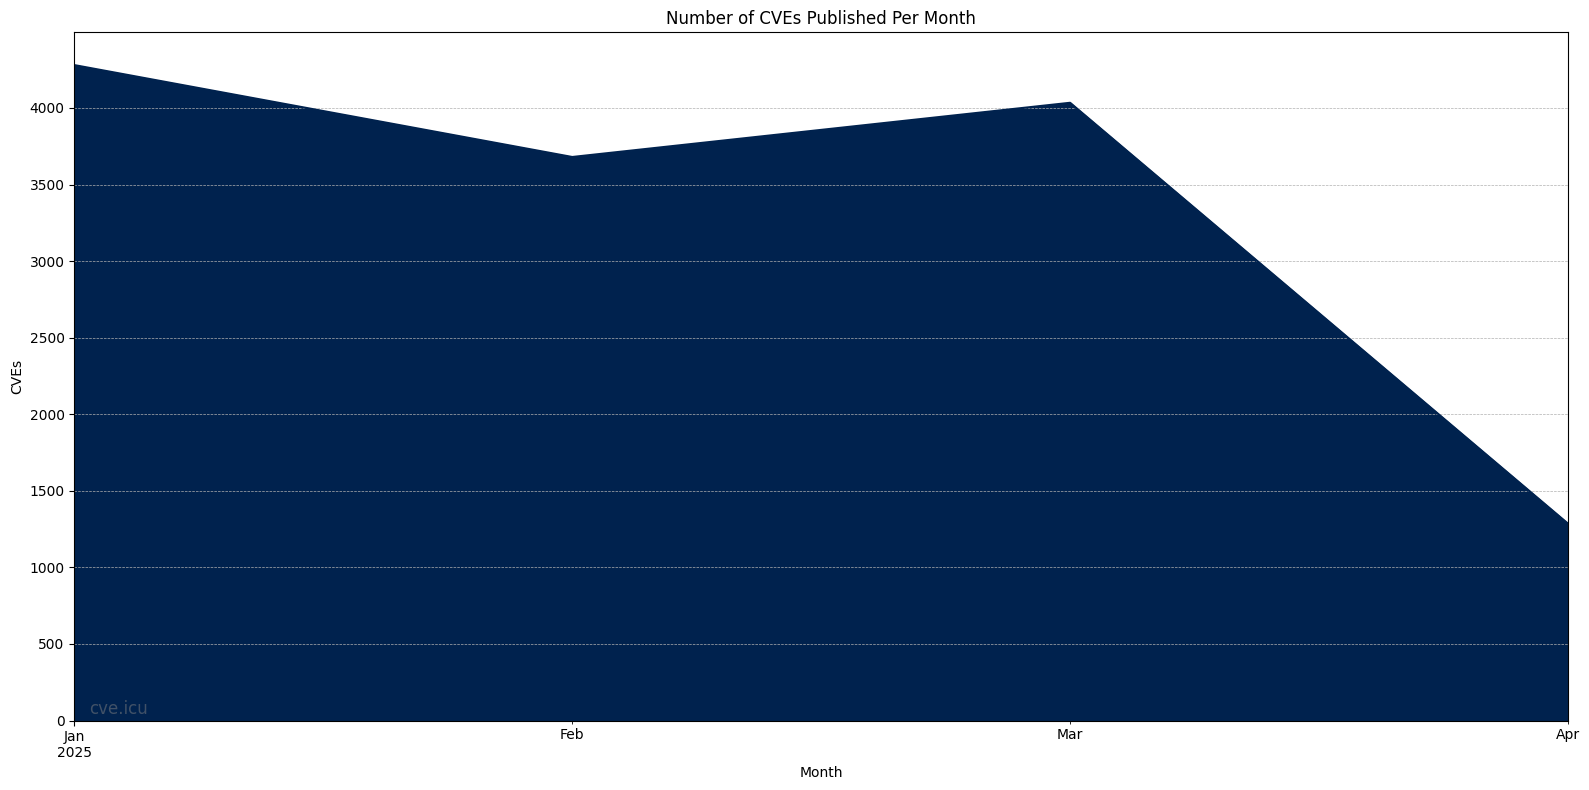 Number of CVEs Published Per Month
4000
3500
3000
2500
2000
1500
1000
500
0
CVEs
cve.icu
Jan
2025
Feb
Mar
Apr
Month